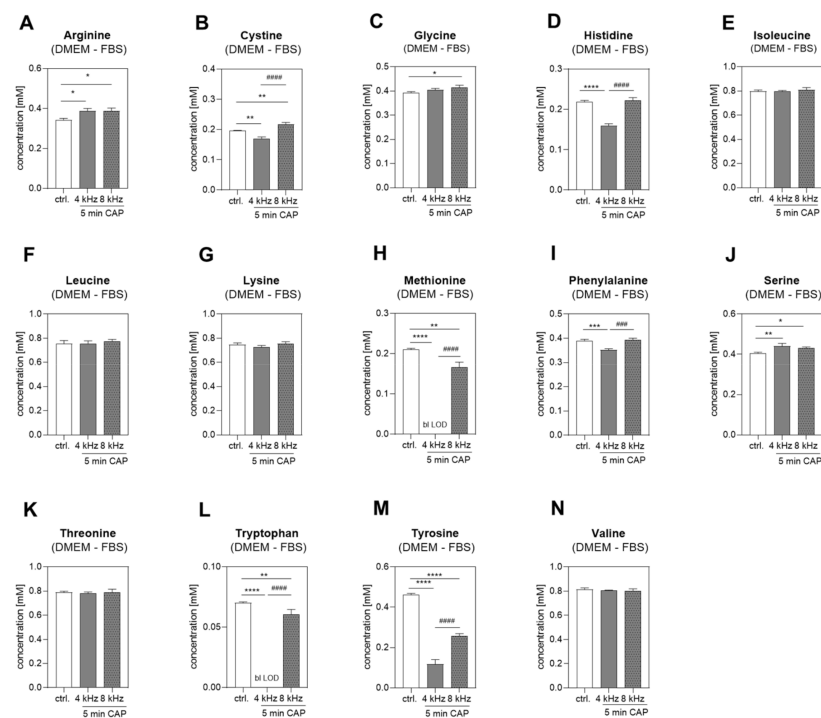 A
Arginine
(DMEM - FBS)
concentration [mM]
0.6
0.4
0.2
0.0
*
*
ctrl. 4 kHz 8 kHz
5 min CAP
B
Cystine
(DMEM - FBS)
concentration [mM]
0.4
0.3
0.2
0.1
0.0
####
**
**
ctrl. 4 kHz 8 kHz
5 min CAP
C
Glycine
(DMEM - FBS)
concentration [mM]
0.5
0.4
0.3
0.2
0.1
0.0
*
ctrl. 4 kHz 8 kHz
5 min CAP
D
Histidine
(DMEM - FBS)
concentration [mM]
0.3
0.2
0.1
0.0
**** ####
ctrl. 4 kHz 8 kHz
5 min CAP
E
Isoleucine
(DMEM - FBS)
concentration [mM]
1.0
0.8
0.6
0.4
0.2
0.0
ctrl. 4 kHz 8 kHz
5 min CAP
F
Leucine
(DMEM - FBS)
concentration [mM]
1.0
0.8
0.6
0.4
0.2
0.0
ctrl. 4 kHz 8 kHz
5 min CAP
G
Lysine
(DMEM - FBS)
concentration [mM]
1.0
0.8
0.6
0.4
0.2
0.0
ctrl. 4 kHz 8 kHz
5 min CAP
H
Methionine
(DMEM - FBS)
concentration [mM]
0.3
0.2
0.1
0.0
**
****
####
bl LOD
ctrl. 4 kHz 8 kHz
5 min CAP
I
Phenylalanine
(DMEM - FBS)
concentration [mM]
0.5
0.4
0.3
0.2
0.1
0.0
*** ###
ctrl. 4 kHz 8 kHz
5 min CAP
J
Serine
(DMEM - FBS)
concentration [mM]
0.6
0.4
0.2
0.0
*
**
ctrl. 4 kHz 8 kHz
5 min CAP
K
Threonine
(DMEM - FBS)
concentration [mM]
1.0
0.8
0.6
0.4
0.2
0.0
ctrl. 4 kHz 8 kHz
5 min CAP
L
Tryptophan
(DMEM - FBS)
concentration [mM]
0.10
0.05
0.00
**
**** ####
bl LOD
ctrl. 4 kHz 8 kHz
5 min CAP
M
Tyrosine
(DMEM - FBS)
concentration [mM]
0.6
0.4
0.2
0.0
****
****
####
ctrl. 4 kHz 8 kHz
5 min CAP
N
Valine
(DMEM - FBS)
concentration [mM]
1.0
0.8
0.6
0.4
0.2
0.0
ctrl. 4 kHz 8 kHz
5 min CAP